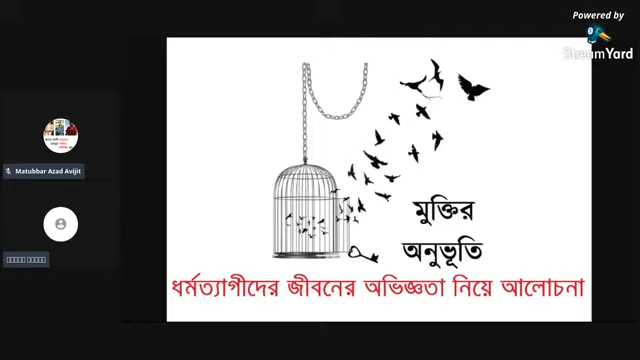 Powered by
StreamYard
Matubbar Azad Avijit
মুক্তির
অনুভূতি
ধর্মত্যাগীদের জীবনের অভিজ্ঞতা নিয়ে আলোচনা